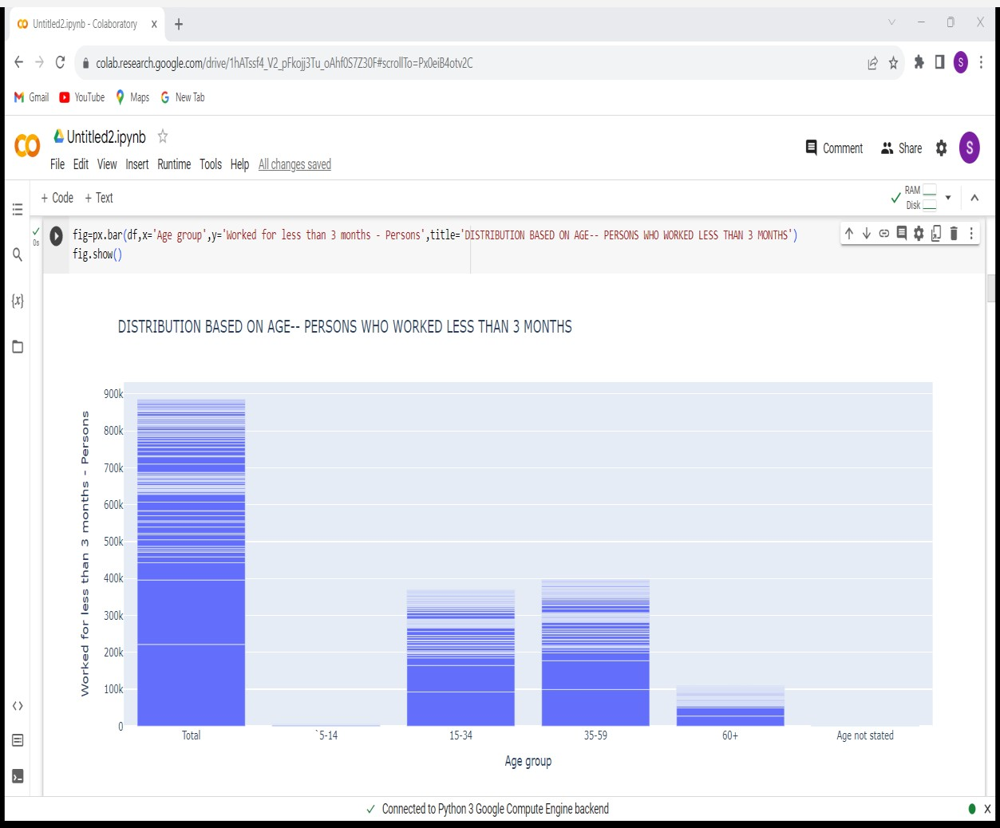 Untitled2.ipynb - Colaboratory
colab.research.google.com/drive/1hATssf4_V2_pFkojj3Tu_oAhf0S7Z30F#scrollTo=Px0eiB4otv2C
S
Gmail YouTube Maps New Tab
Untitled2.ipynb
Comment Share S
File Edit View Insert Runtime Tools Help All changes saved
+ Code + Text
RAM
Disk
0s
fig=px.bar(df,x='Age group',y='Worked for less than 3 months - Persons',title='DISTRIBUTION BASED ON AGE-- PERSONS WHO WORKED LESS THAN 3 MONTHS')
fig.show()
{x}
DISTRIBUTION BASED ON AGE-- PERSONS WHO WORKED LESS THAN 3 MONTHS
Worked for less than 3 months - Persons
900k
800k
700k
600k
500k
400k
300k
200k
100k
0
Total `5-14 15-34 35-59 60+ Age not stated
Age group
Connected to Python 3 Google Compute Engine backend